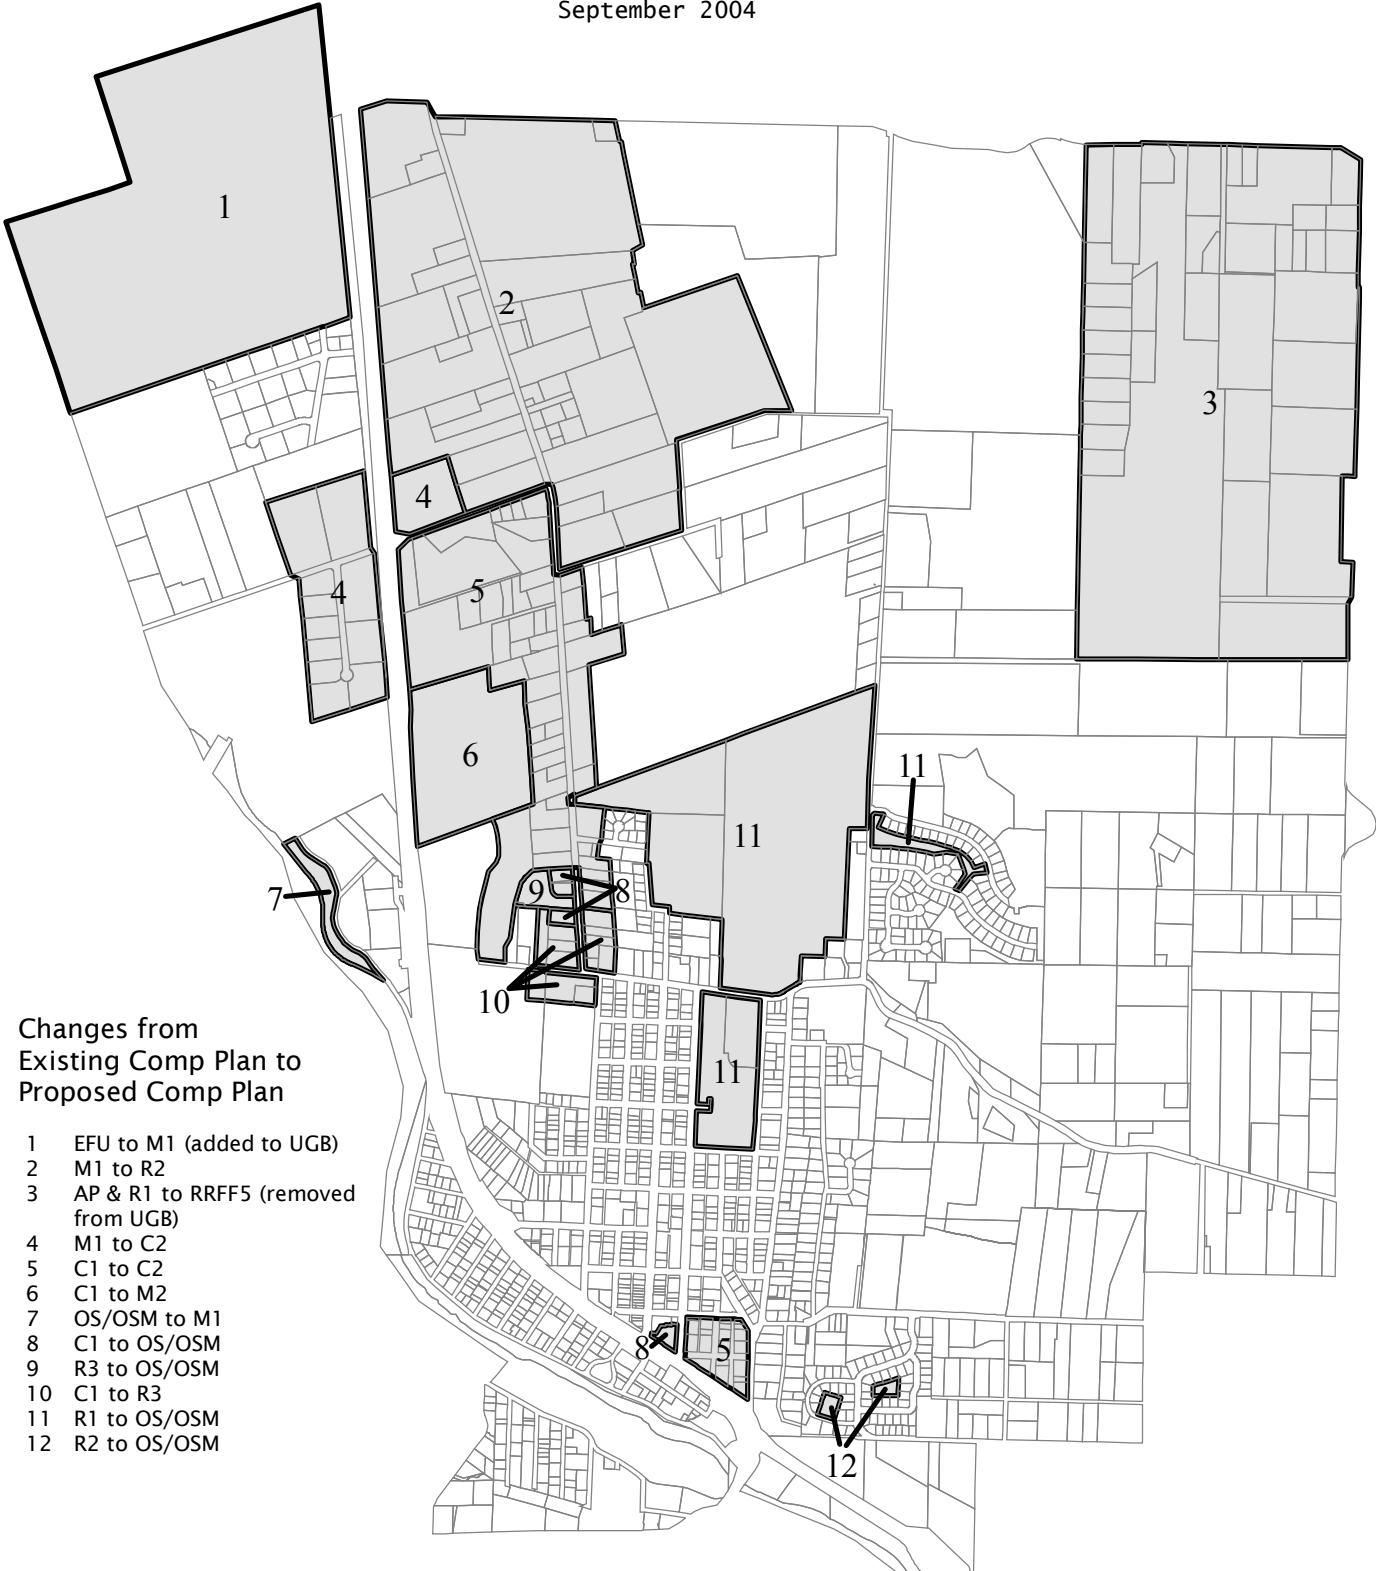 September 2004
1
2
3
4
4
5
6
11
11
7
9
8
10
11
8
5
12
Changes from
Existing Comp Plan to
Proposed Comp Plan
1 EFU to M1 (added to UGB)
2 M1 to R2
3 AP & R1 to RRFF5 (removed
from UGB)
4 M1 to C2
5 C1 to C2
6 C1 to M2
7 OS/OSM to M1
8 C1 to OS/OSM
9 R3 to OS/OSM
10 C1 to R3
11 R1 to OS/OSM
12 R2 to OS/OSM